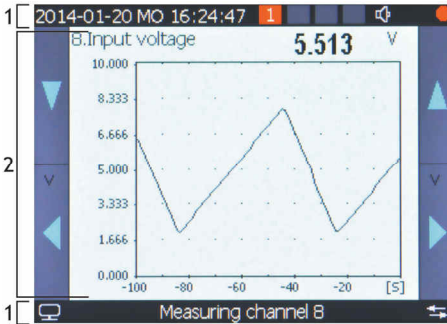 1
2014-01-20 MO 16:24:47 1
2
8.Input voltage 5.513 V
10.000
8.333
6.666
5.000
3.333
1.666
0.000
-100 -80 -60 -40 -20 [S]
V
V
1
Measuring channel 8